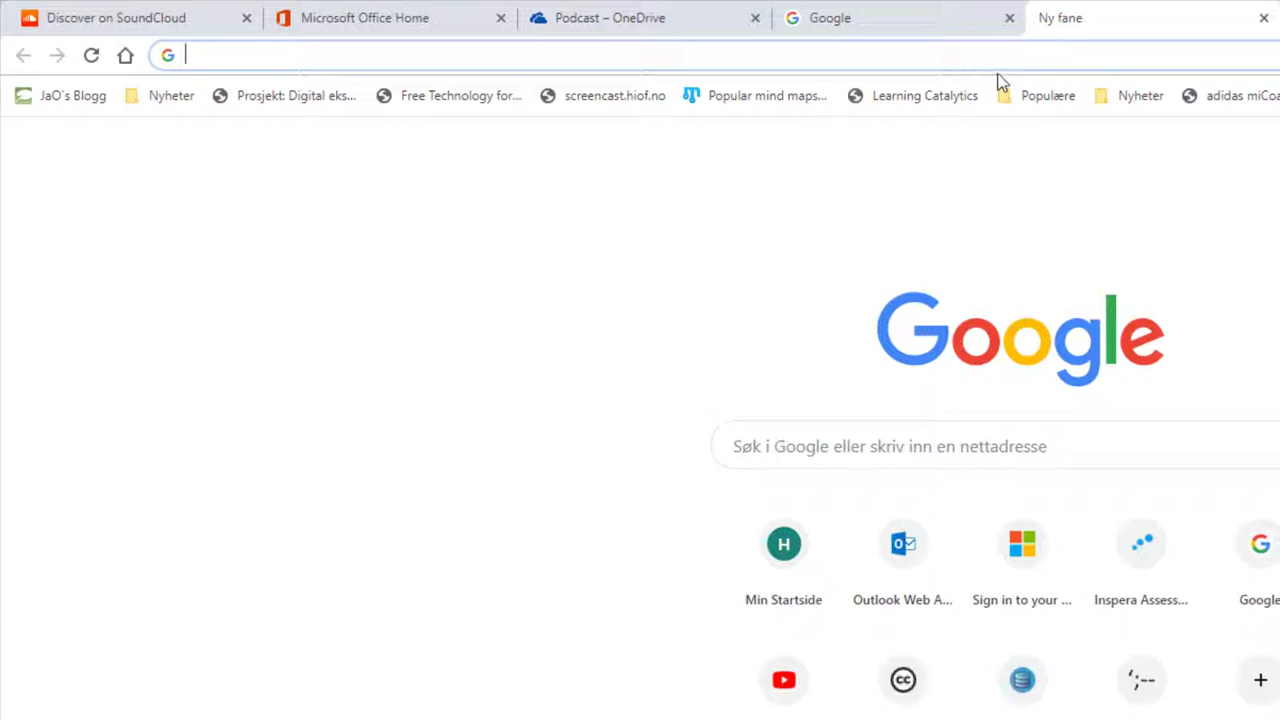 Discover on SoundCloud
Microsoft Office Home
Podcast – OneDrive
Google
Ny fane
JaO`s Blogg
Nyheter
Prosjekt: Digital eks...
Free Technology for...
screencast.hiof.no
Popular mind maps...
Learning Catalytics
Populære
Nyheter
adidas miCoa
Google
Søk i Google eller skriv inn en nettadresse
H
Min Startside
Outlook Web A...
Sign in to your ...
Inspera Assess...
Google
cc